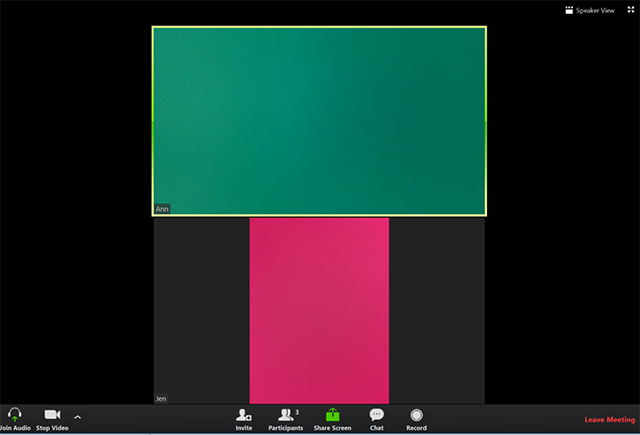 Speaker View
Ann
Jen
Join Audio
Stop Video
Invite
Participants
3
Share Screen
Chat
Record
Leave Meeting